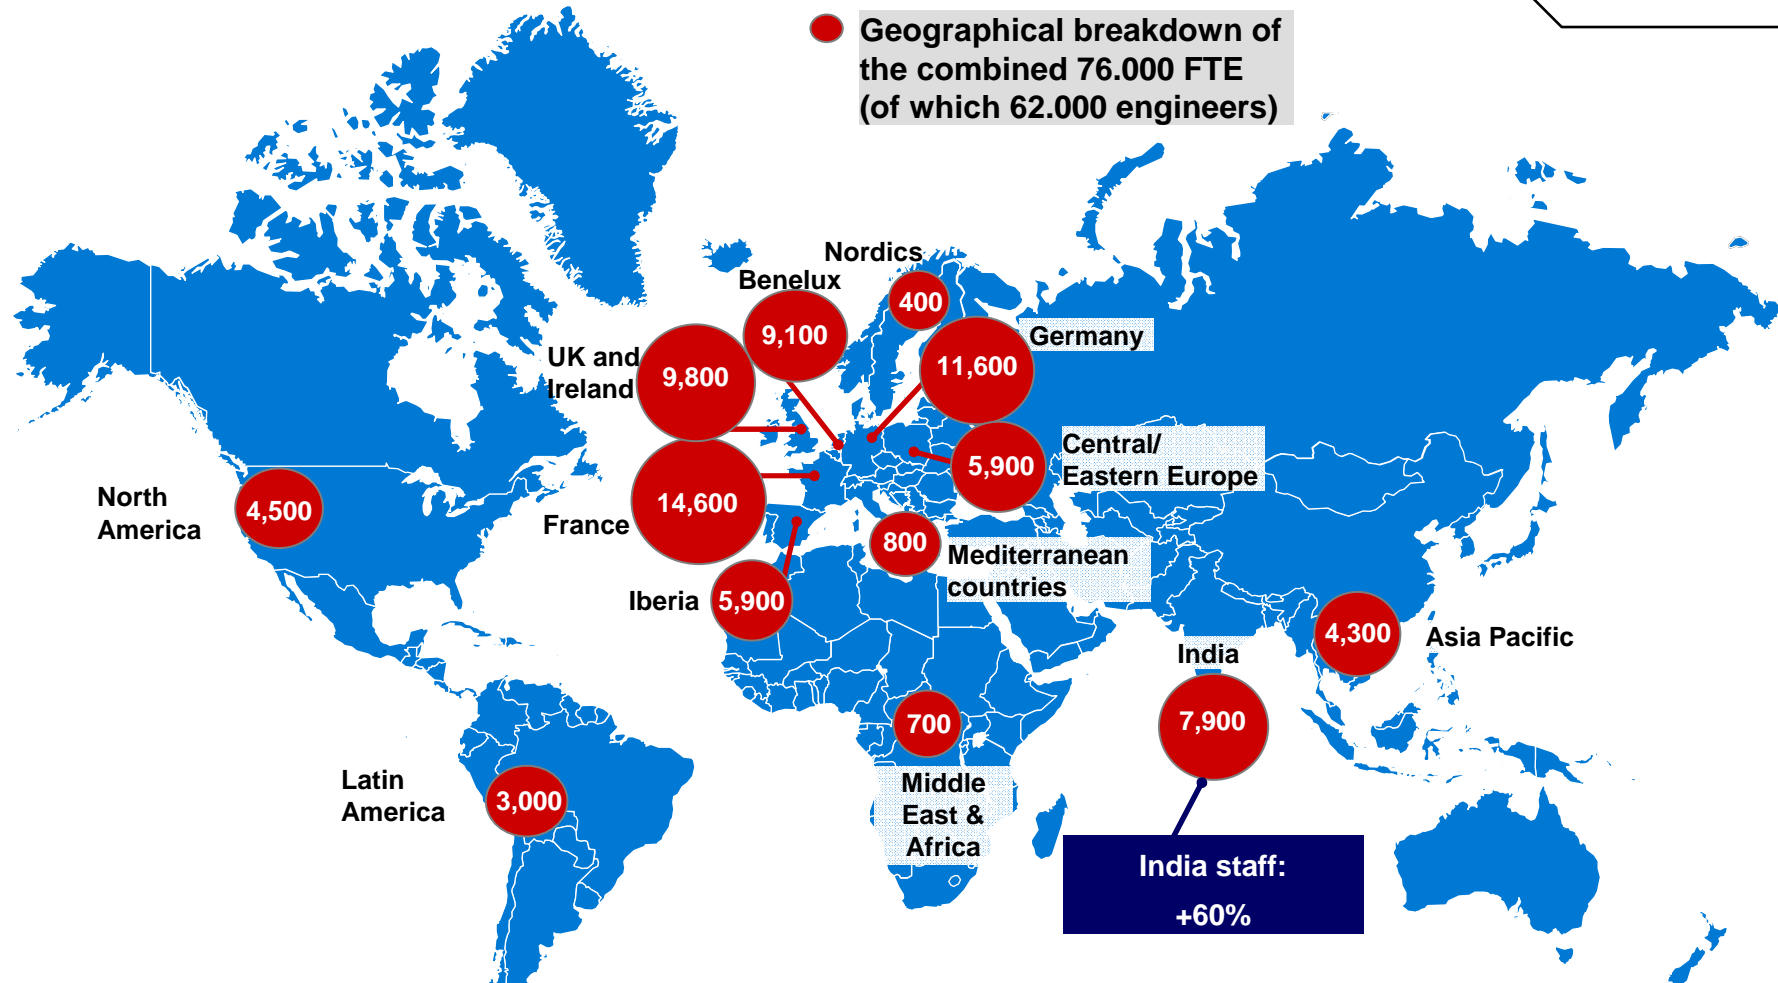 Geographical breakdown of
the combined 76.000 FTE
(of which 62.000 engineers)
Nordics
400
Benelux
9,100
Germany
11,600
UK and
Ireland
9,800
Central/
Eastern Europe
5,900
North
America
4,500
France
14,600
Mediterranean
countries
800
Iberia
5,900
Asia Pacific
4,300
India
7,900
700
Middle
East &
Africa
Latin
America
3,000
India staff:
+60%